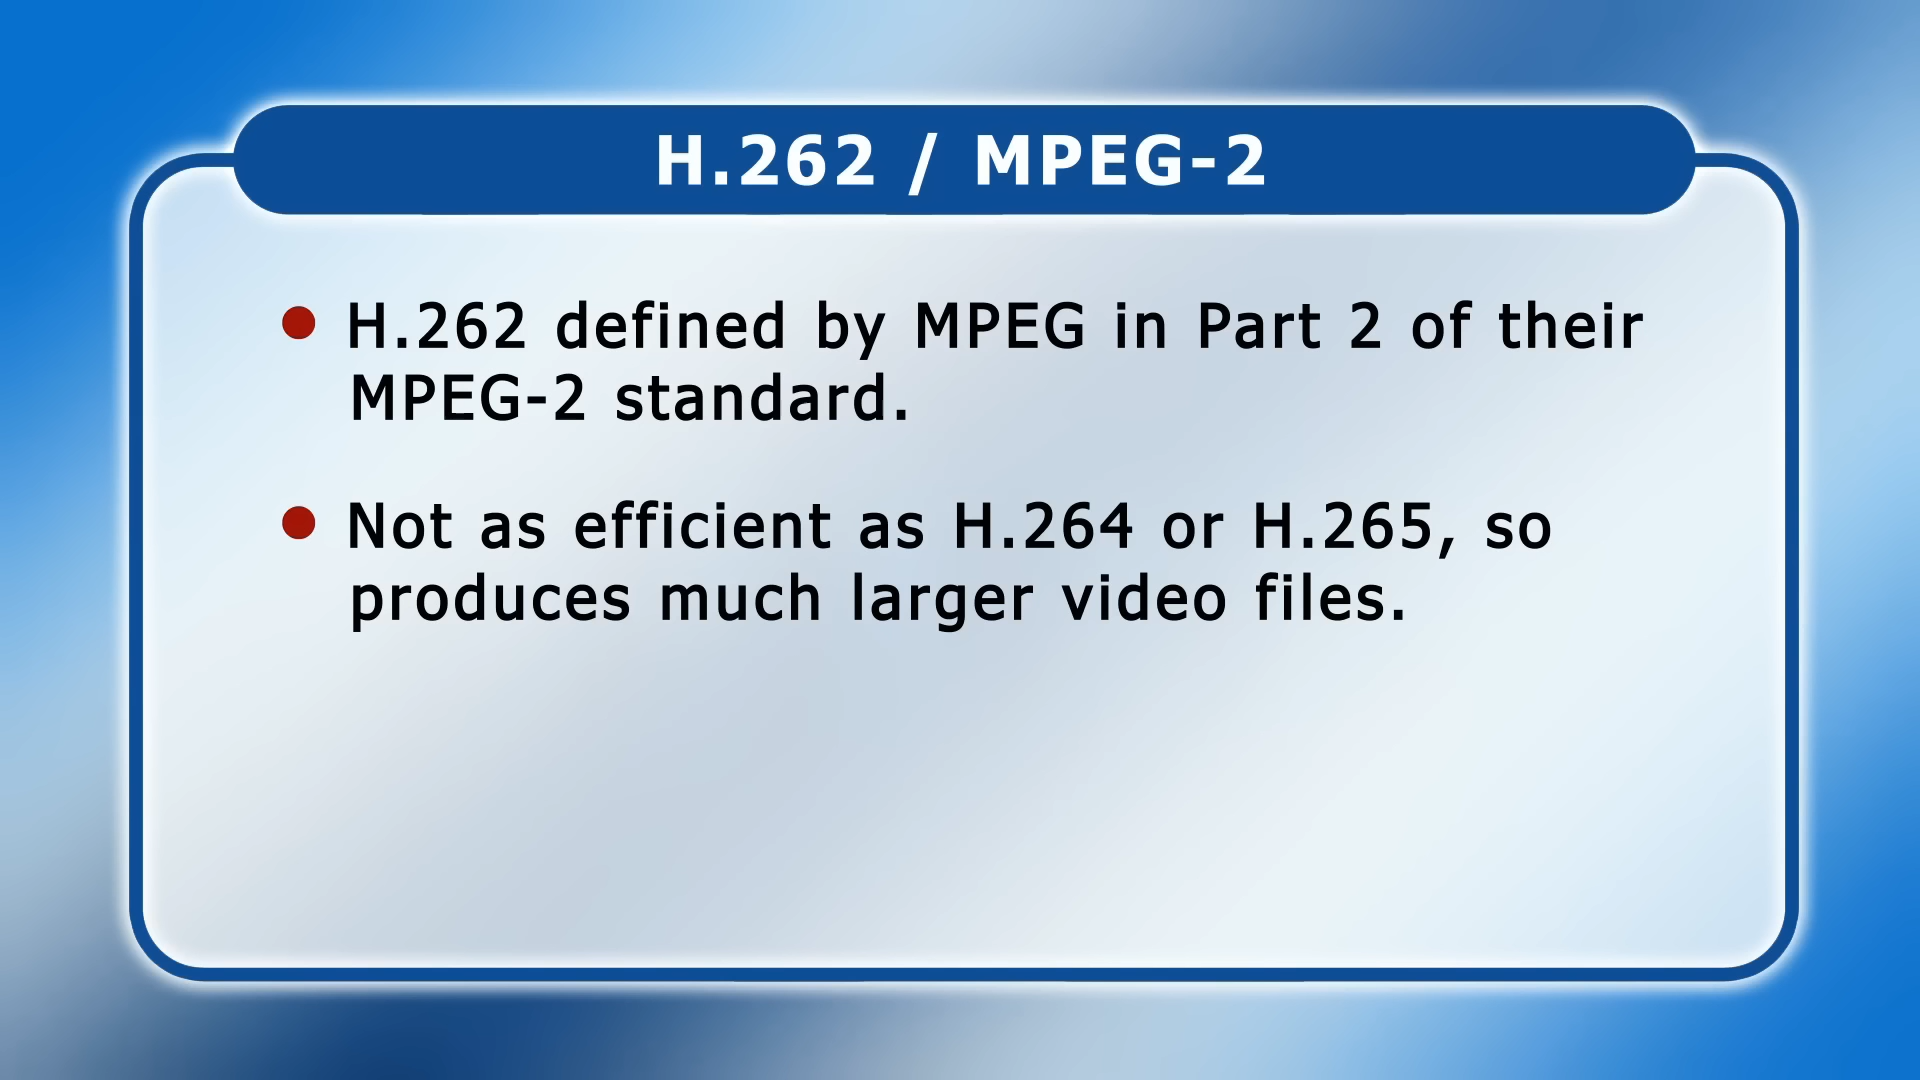 H.262 / MPEG-2
● H.262 defined by MPEG in Part 2 of their
MPEG-2 standard.
● Not as efficient as H.264 or H.265, so
produces much larger video files.